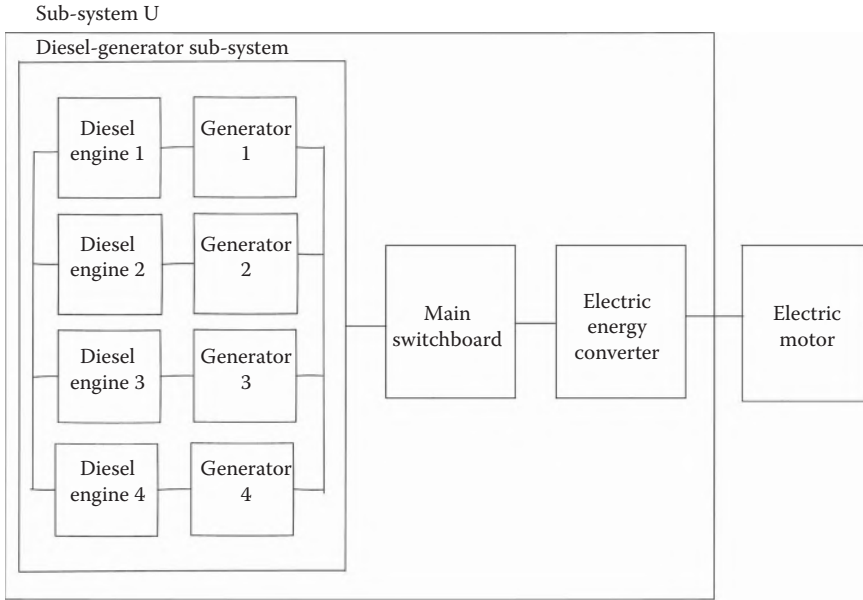 Sub-system U
Diesel-generator sub-system
Diesel
engine 1
Generator
1
Diesel
engine 2
Generator
2
Diesel
engine 3
Generator
3
Diesel
engine 4
Generator
4
Main
switchboard
Electric
energy
converter
Electric
motor